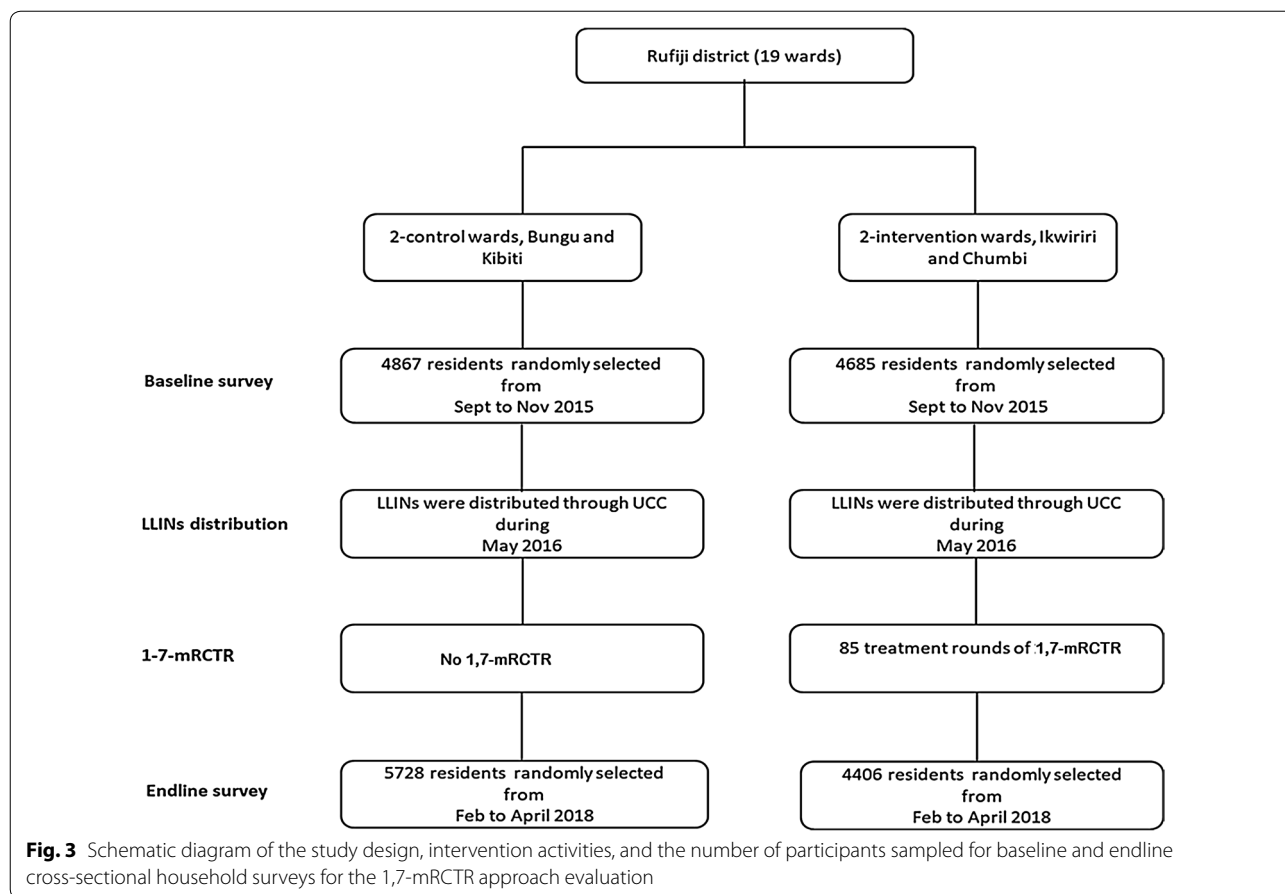 Rufiji district (19 wards)
2-control wards, Bungu and
Kibiti
2-intervention wards, Ikwiriri
and Chumbi
Baseline survey
4867 residents randomly selected
from
Sept to Nov 2015
4685 residents randomly selected
from
Sept to Nov 2015
LLINs distribution
LLINs were distributed through UCC
during
May 2016
LLINs were distributed through UCC
during
May 2016
1-7-mRCTR
No 1,7-mRCTR
85 treatment rounds of 1,7-mRCTR
Endline survey
5728 residents randomly selected
from
Feb to April 2018
4406 residents randomly selected
from
Feb to April 2018
Fig. 3 Schematic diagram of the study design, intervention activities, and the number of participants sampled for baseline and endline
cross-sectional household surveys for the 1,7-mRCTR approach evaluation